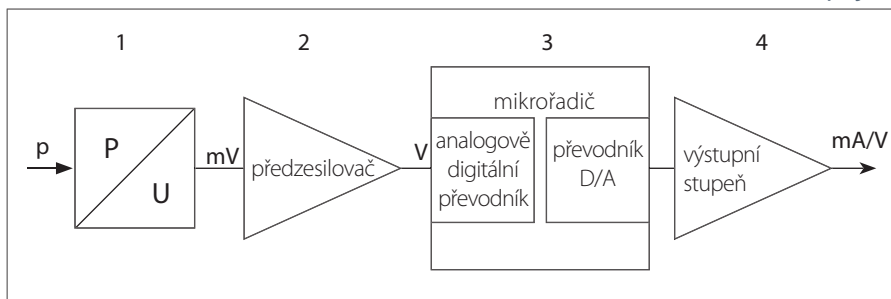 1 2 3 4
mikrořadič
p
P
U
mV
předzesilovač
V
analogově
digitální
převodník
převodník
D/A
výstupní
stupeň
mA/V